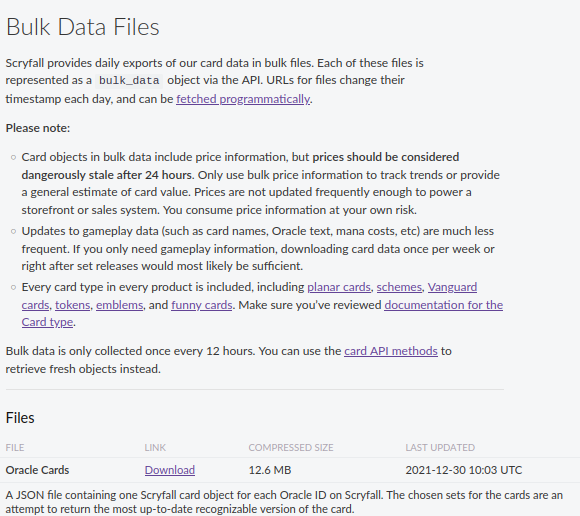 Bulk Data Files
Scryfall provides daily exports of our card data in bulk files. Each of these files is
represented as a bulk_data object via the API. URLs for files change their
timestamp each day, and can be fetched programmatically.
Please note:
Card objects in bulk data include price information, but prices should be considered
dangerously stale after 24 hours. Only use bulk price information to track trends or provide
a general estimate of card value. Prices are not updated frequently enough to power a
storefront or sales system. You consume price information at your own risk.
Updates to gameplay data (such as card names, Oracle text, mana costs, etc) are much less
frequent. If you only need gameplay information, downloading card data once per week or
right after set releases would most likely be sufficient.
Every card type in every product is included, including planar cards, schemes, Vanguard
cards, tokens, emblems, and funny cards. Make sure you've reviewed documentation for the
Card type.
Bulk data is only collected once every 12 hours. You can use the card API methods to
retrieve fresh objects instead.
Files
FILE LINK COMPRESSED SIZE LAST UPDATED
Oracle Cards Download 12.6 MB 2021-12-30 10:03 UTC
A JSON file containing one Scryfall card object for each Oracle ID on Scryfall. The chosen sets for the cards are an
attempt to return the most up-to-date recognizable version of the card.